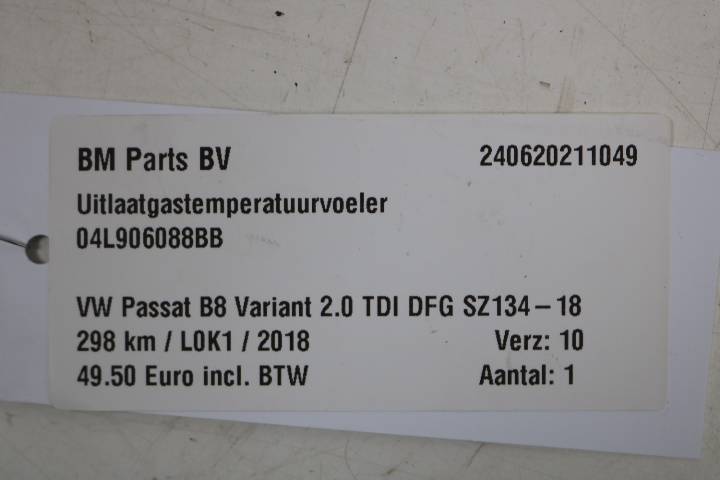 BM Parts BV 240620211049
Uitlaatgastemperatuurvoeler
04L906088BB
VW Passat B8 Variant 2.0 TDI DFG SZ134-18
298 km / L0K1 / 2018 Verz: 10
49.50 Euro incl. BTW Aantal: 1